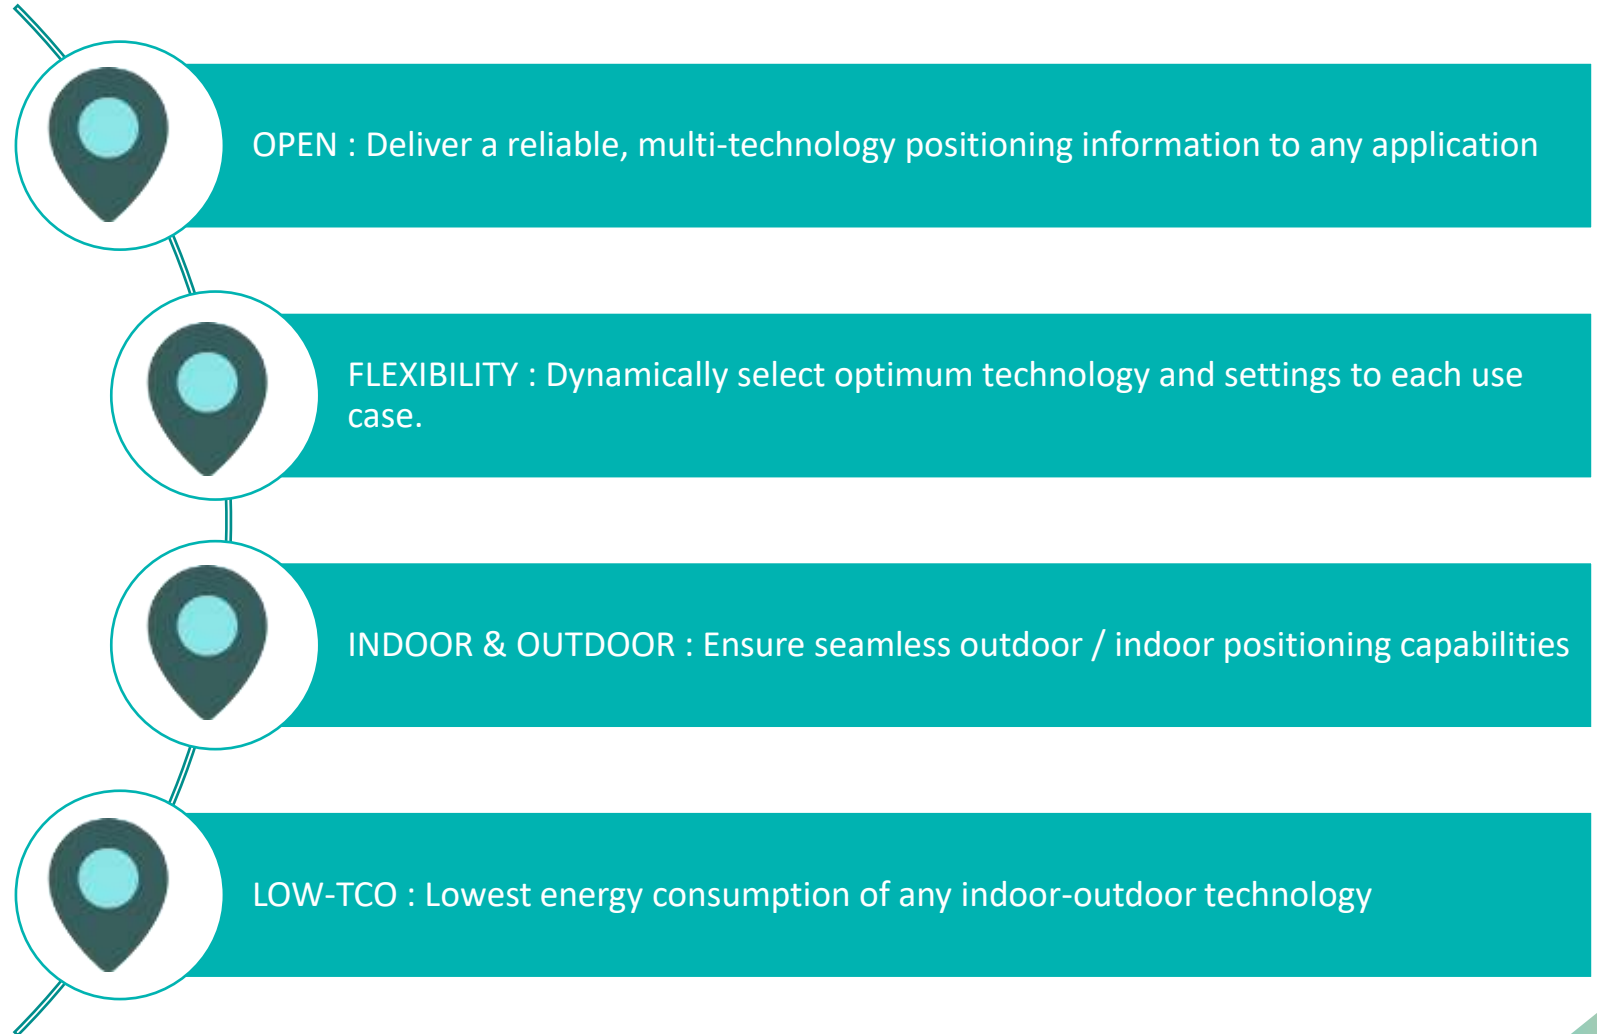 OPEN : Deliver a reliable, multi-technology positioning information to any application
FLEXIBILITY : Dynamically select optimum technology and settings to each use
case.
INDOOR & OUTDOOR : Ensure seamless outdoor / indoor positioning capabilities
LOW-TCO : Lowest energy consumption of any indoor-outdoor technology